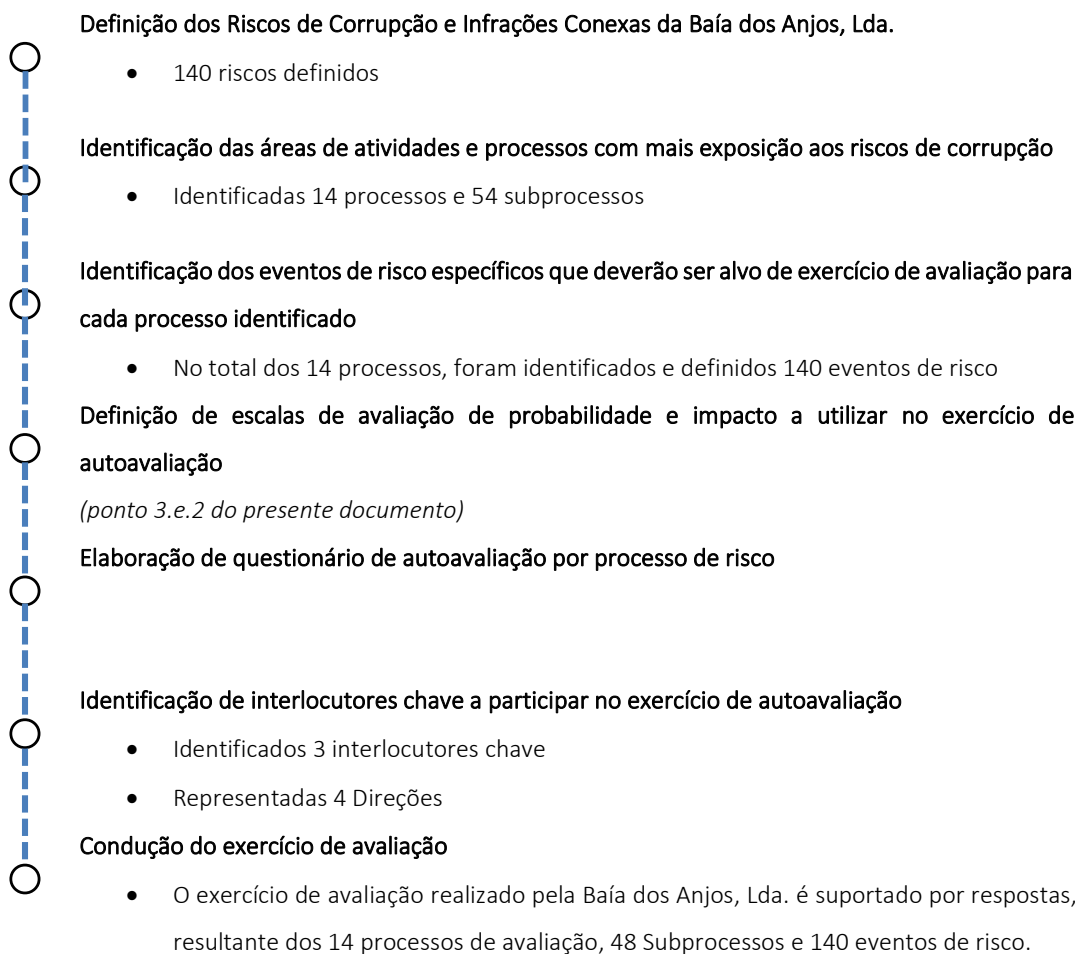 Definição dos Riscos de Corrupção e Infrações Conexas da Baía dos Anjos, Lda.
• 140 riscos definidos
Identificação das áreas de atividades e processos com mais exposição aos riscos de corrupção
• Identificadas 14 processos e 54 subprocessos
Identificação dos eventos de risco específicos que deverão ser alvo de exercício de avaliação para
cada processo identificado
• No total dos 14 processos, foram identificados e definidos 140 eventos de risco
Definição de escalas de avaliação de probabilidade e impacto a utilizar no exercício de
autoavaliação
(ponto 3.e.2 do presente documento)
Elaboração de questionário de autoavaliação por processo de risco
Identificação de interlocutores chave a participar no exercício de autoavaliação
• Identificados 3 interlocutores chave
• Representadas 4 Direções
Condução do exercício de avaliação
• O exercício de avaliação realizado pela Baía dos Anjos, Lda. é suportado por respostas,
resultante dos 14 processos de avaliação, 48 Subprocessos e 140 eventos de risco.